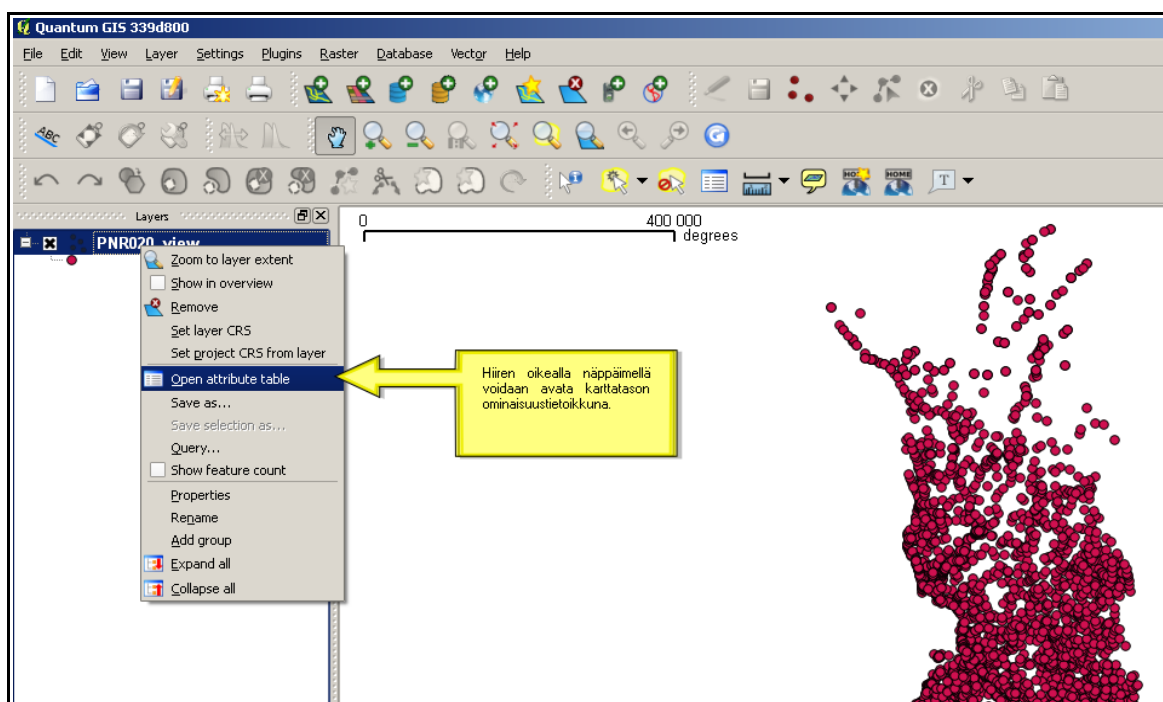 Quantum GIS 339d800
File Edit View Layer Settings Plugins Raster Database Vector Help
ABC
HOME
T
Layers
PNR020_view
0 400 000
degrees
Zoom to layer extent
Show in overview
Remove
Set layer CRS
Set project CRS from layer
Open attribute table
Save as...
Save selection as...
Query...
Show feature count
Properties
Rename
Add group
Expand all
Collapse all
Hiiren oikealla näppäimellä
voidaan avata karttatason
ominaisuustietoikkuna.